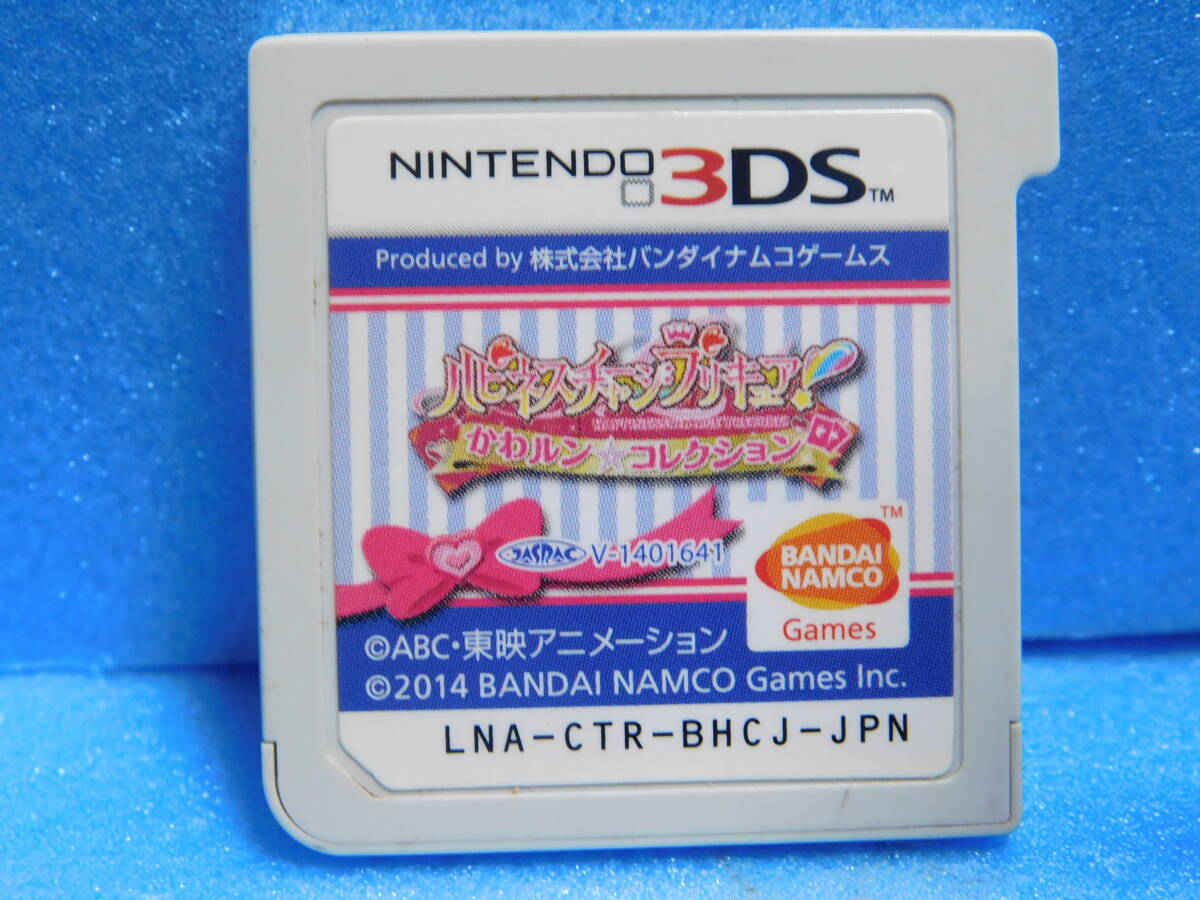 NINTENDO 3DS™
Produced by 株式会社バンダイナムコゲームス
ハピネスチャージプリキュア!
かわルン☆コレクション
JASRAC V-1401641
TM
BANDAI
NAMCO
Games
©ABC・東映アニメーション
©2014 BANDAI NAMCO Games Inc.
LNA-CTR-BHCJ-JPN